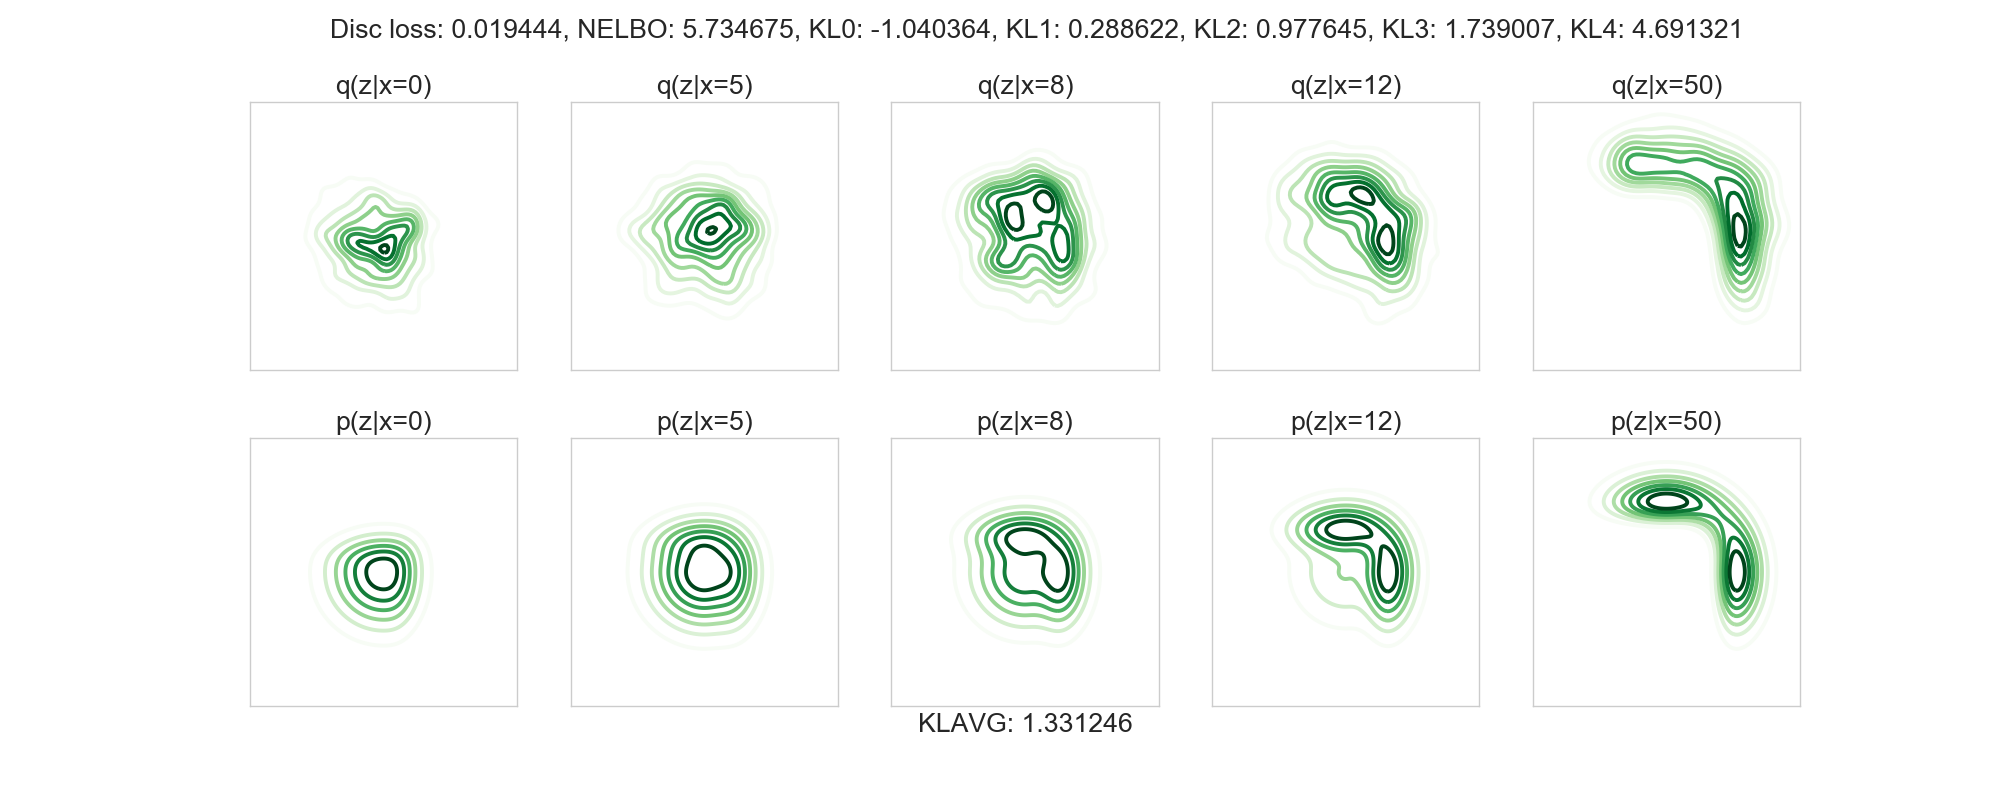 Disc loss: 0.019444, NELBO: 5.734675, KL0: -1.040364, KL1: 0.288622, KL2: 0.977645, KL3: 1.739007, KL4: 4.691321
q(z|x=0) q(z|x=5) q(z|x=8) q(z|x=12) q(z|x=50)
p(z|x=0) p(z|x=5) p(z|x=8) p(z|x=12) p(z|x=50)
KLAVG: 1.331246